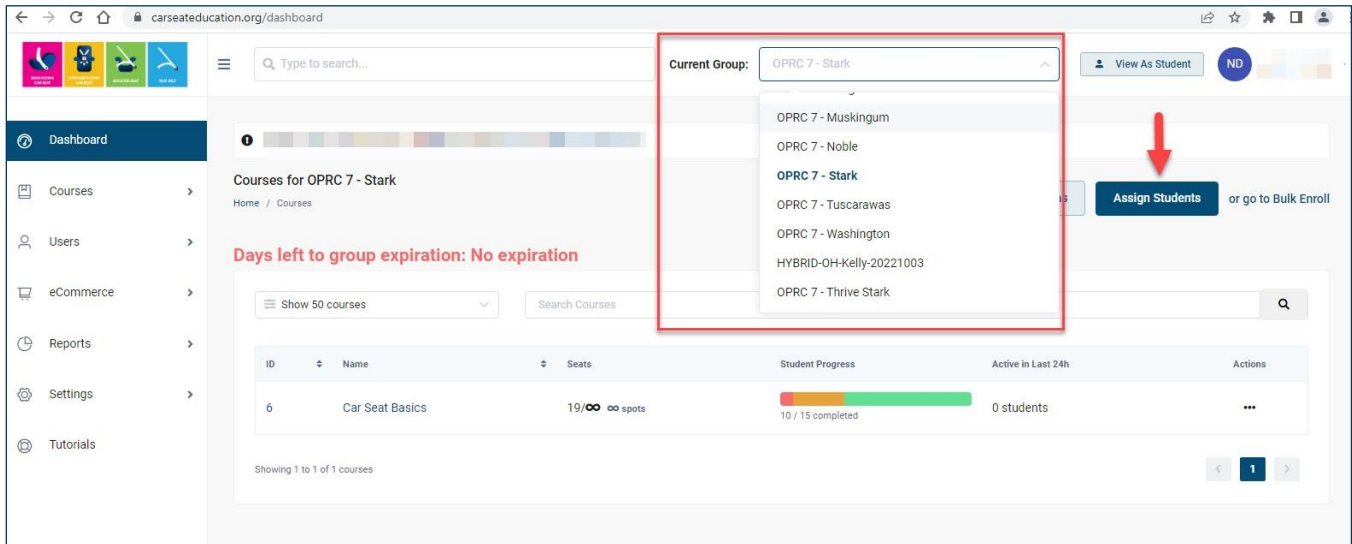 carseateducation.org/dashboard
Type to search...
Current Group:
OPRC 7 - Stark
View As Student
ND
OPRC 7 - Muskingum
OPRC 7 - Noble
OPRC 7 - Stark
OPRC 7 - Tuscarawas
OPRC 7 - Washington
HYBRID-OH-Kelly-20221003
OPRC 7 - Thrive Stark
Dashboard
Courses
Users
eCommerce
Reports
Settings
Tutorials
Courses for OPRC 7 - Stark
Home / Courses
Assign Students
or go to Bulk Enroll
Days left to group expiration: No expiration
Show 50 courses
Search Courses
ID Name Seats Student Progress Active in Last 24h Actions
6 Car Seat Basics 19/∞ ∞ spots 10 / 15 completed 0 students
Showing 1 to 1 of 1 courses
< 1 >